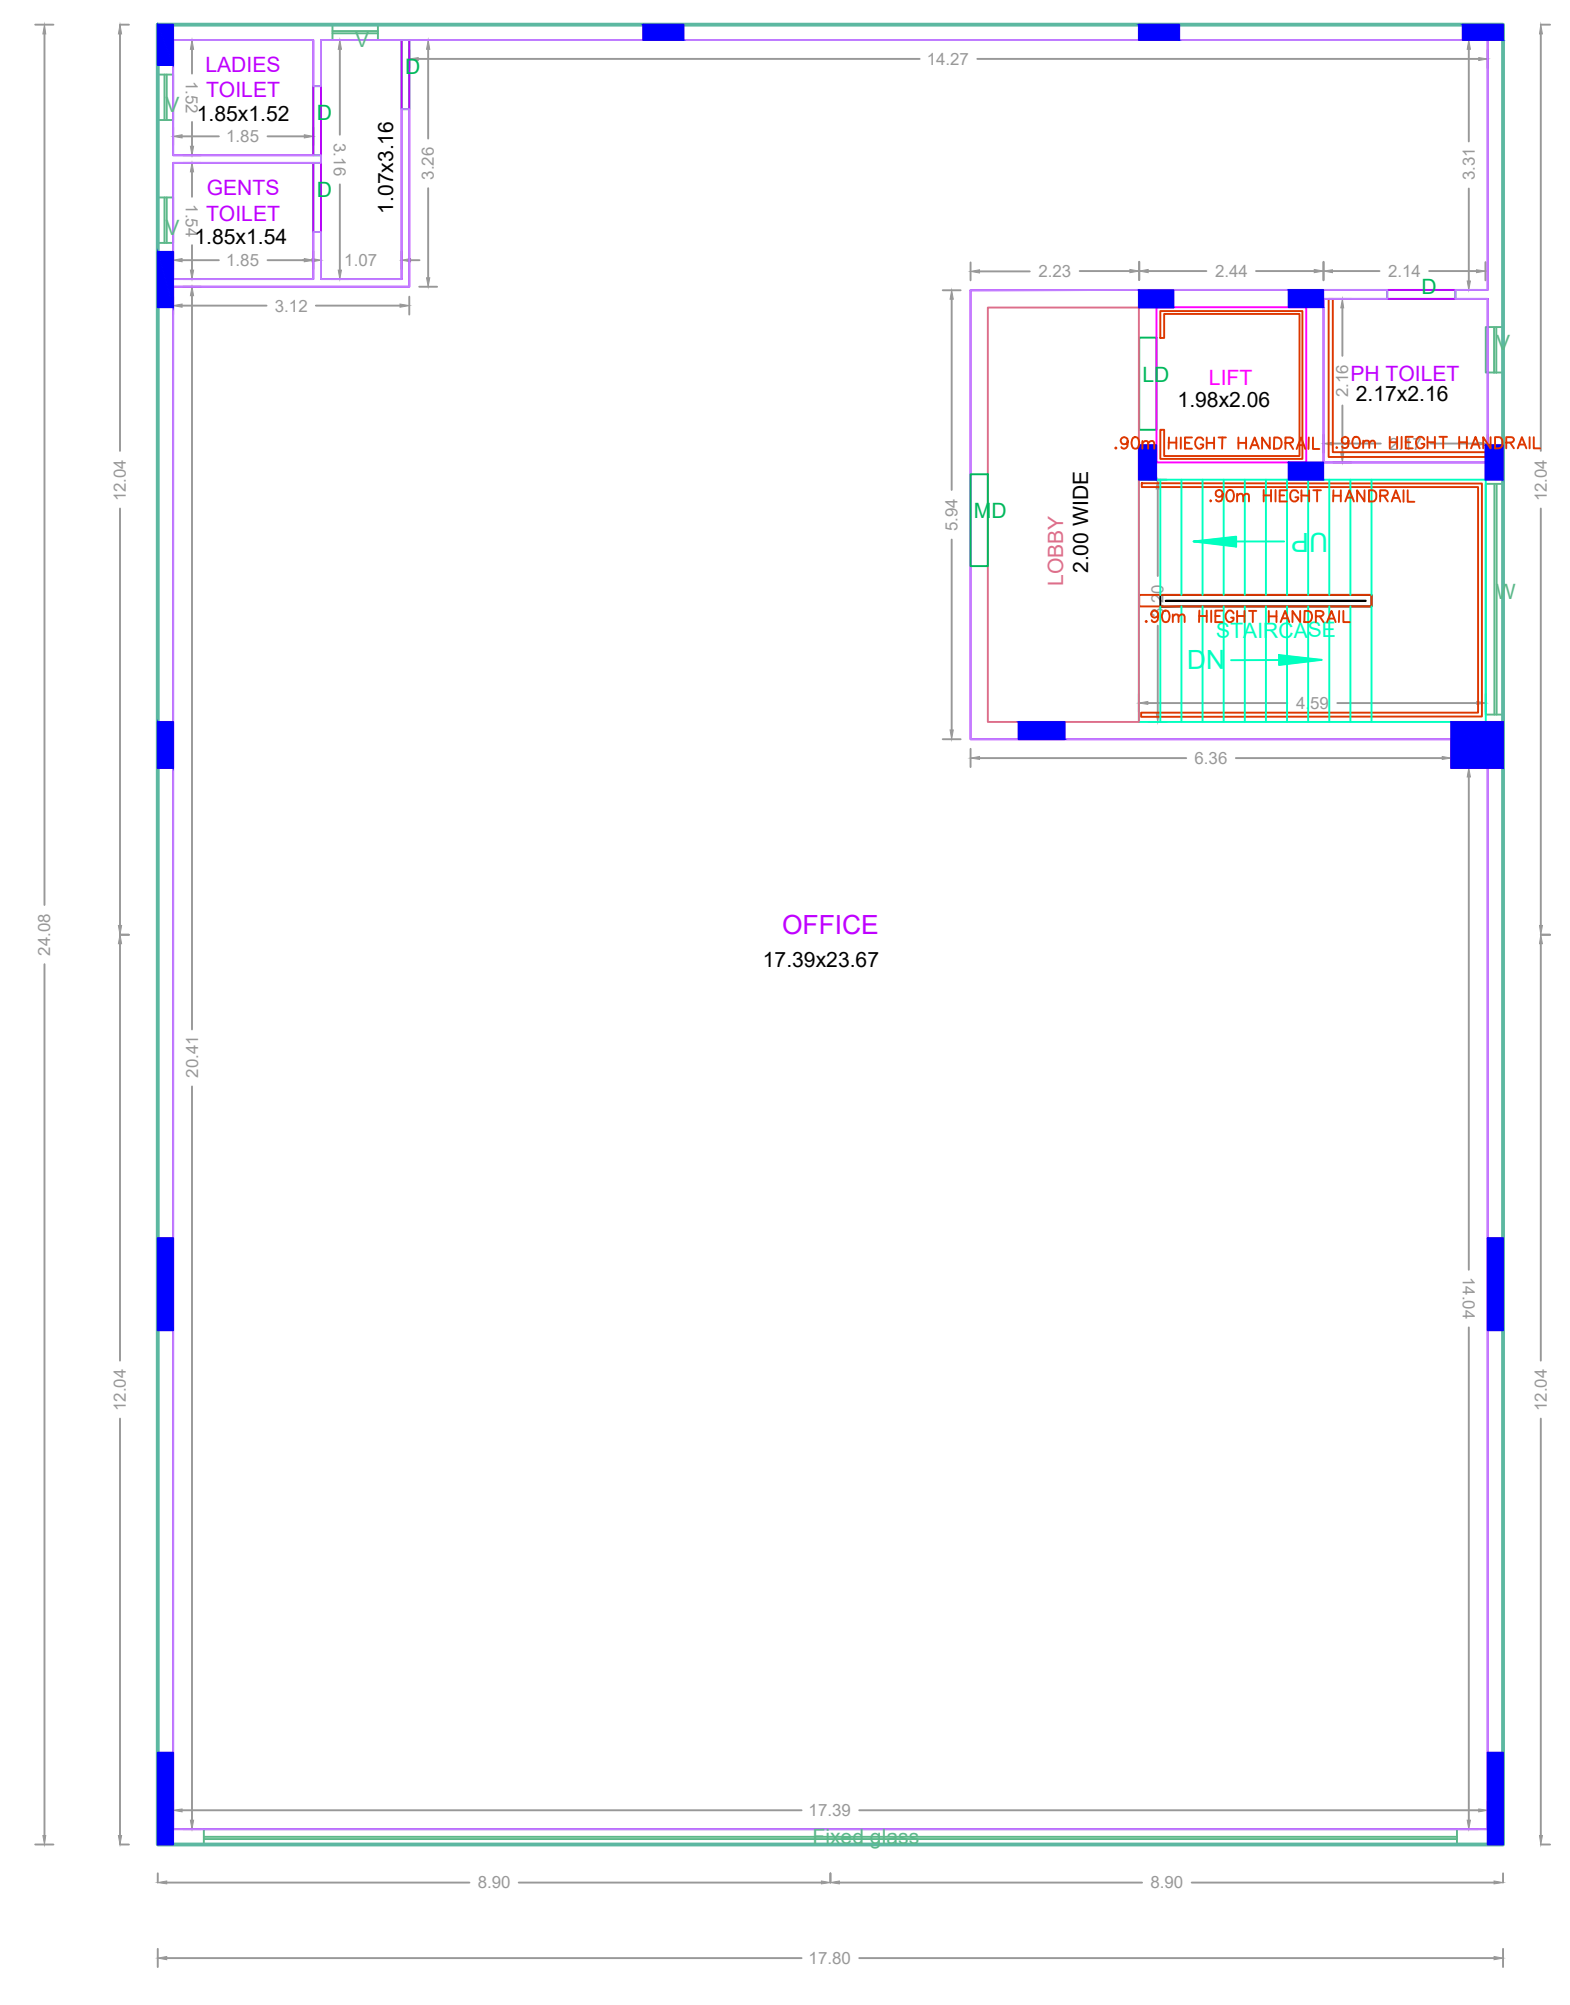 V
D
14.27
LADIES
TOILET
1.85x1.52
1.52
V
D
1.85
3.16
1.07x3.16
3.26
3.31
GENTS
TOILET
1.85x1.54
1.54
V
D
1.85
1.07
3.12
2.23
2.44
2.14
D
V
LD
LIFT
1.98x2.06
2.16
PH TOILET
2.17x2.16
.90m HIEGHT HANDRAIL
.90m HIEGHT HANDRAIL
12.04
12.04
.90m HIEGHT HANDRAIL
5.94
MD
LOBBY
2.00 WIDE
UP
W
.90m HIEGHT HANDRAIL
STAIRCASE
DN
4.59
6.36
24.08
OFFICE
17.39x23.67
20.41
14.04
12.04
12.04
17.39
Fixed glass
8.90
8.90
17.80